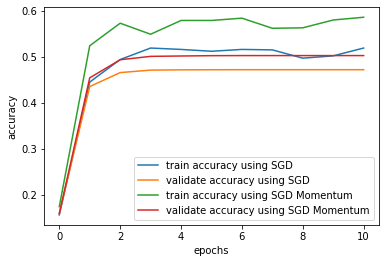 0.6
0.5
0.4
0.3
0.2
accuracy
train accuracy using SGD
validate accuracy using SGD
train accuracy using SGD Momentum
validate accuracy using SGD Momentum
0 2 4 6 8 10
epochs